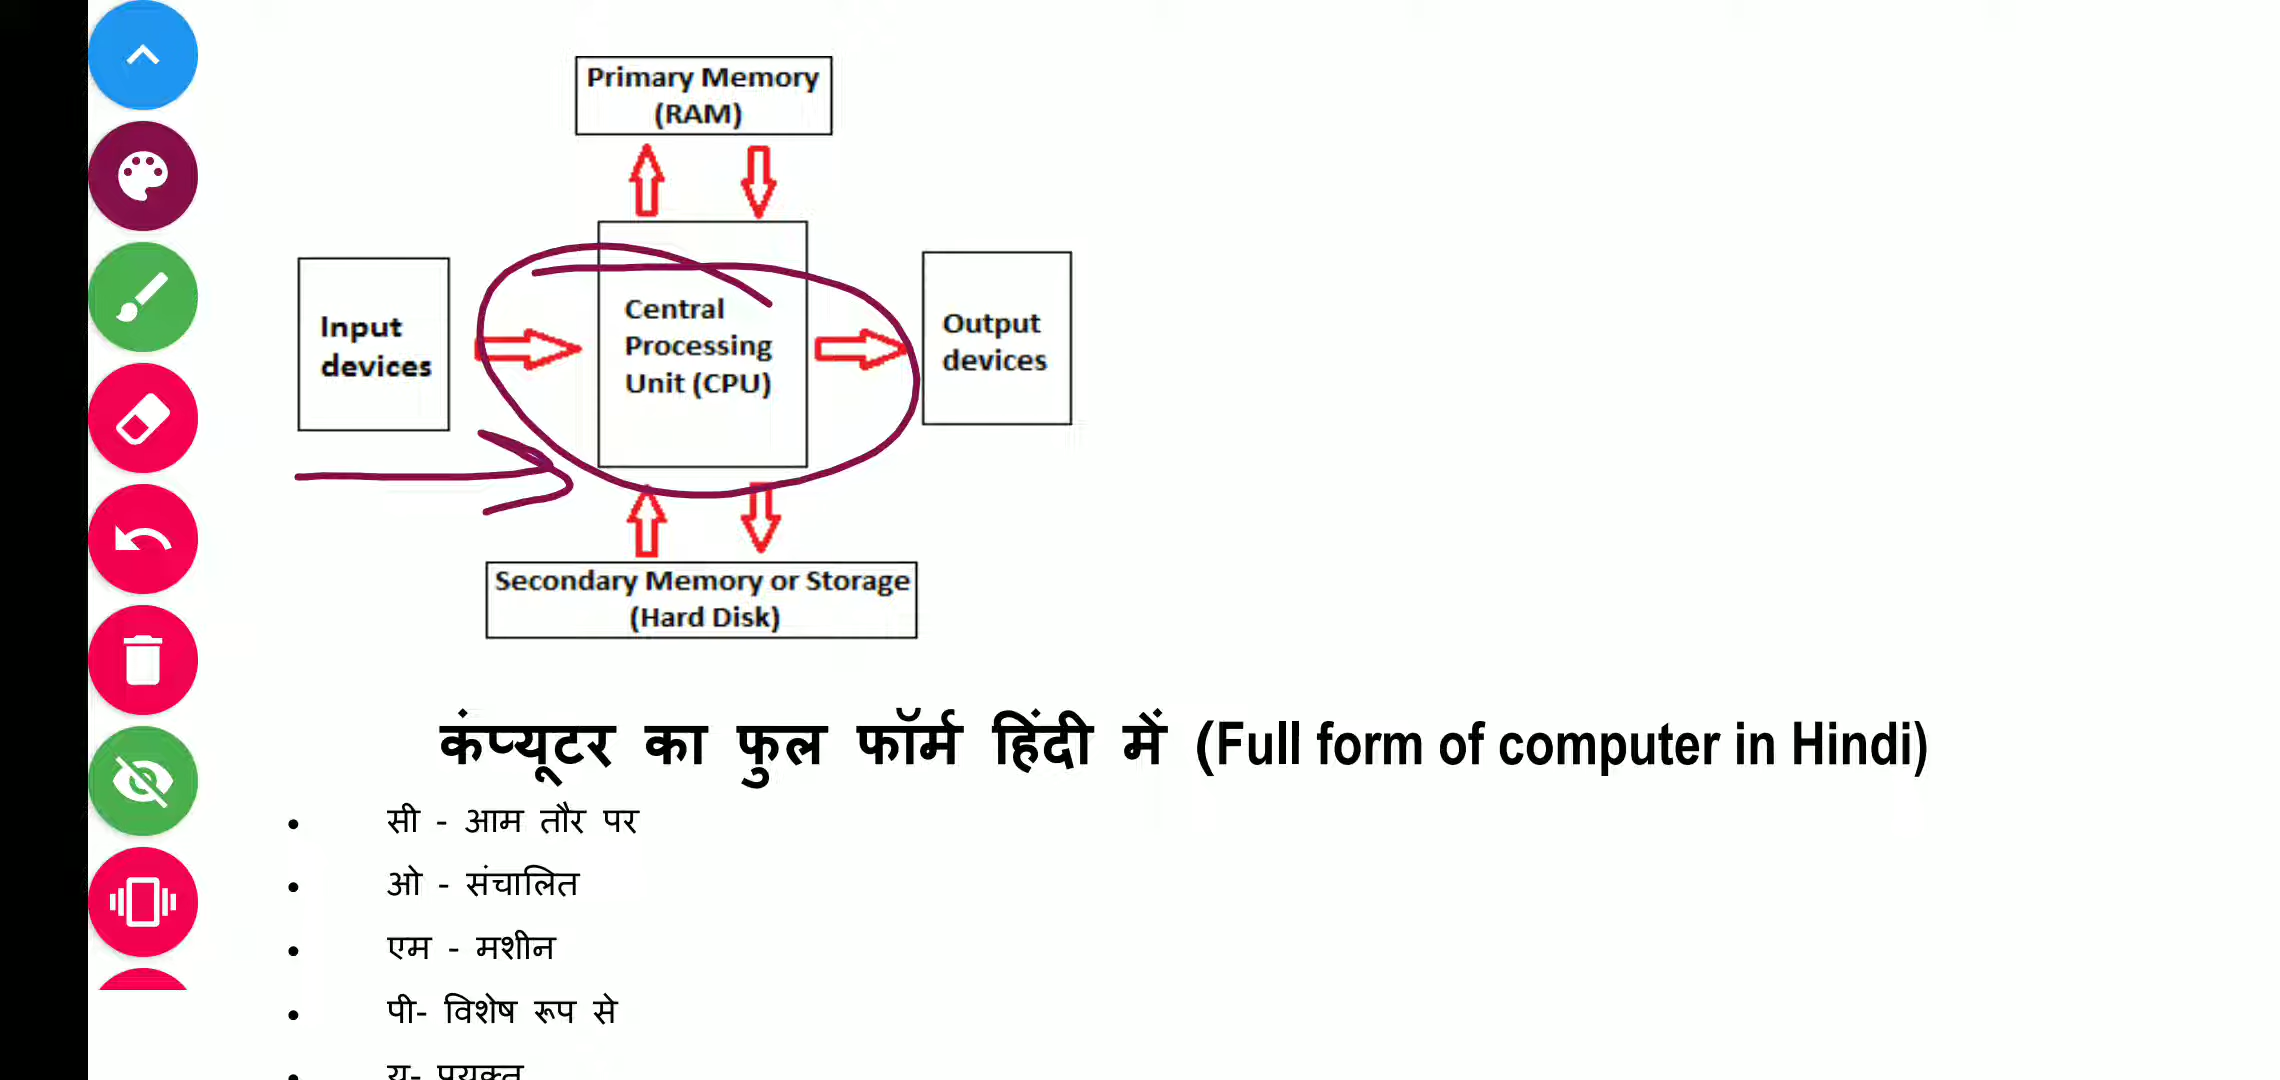 Primary Memory
(RAM)
Input
devices
Central
Processing
Unit (CPU)
Output
devices
Secondary Memory or Storage
(Hard Disk)
कंप्यूटर का फुल फॉर्म हिंदी में (Full form of computer in Hindi)
• सी - आम तौर पर
• ओ - संचालित
• एम - मशीन
• पी- विशेष रूप से